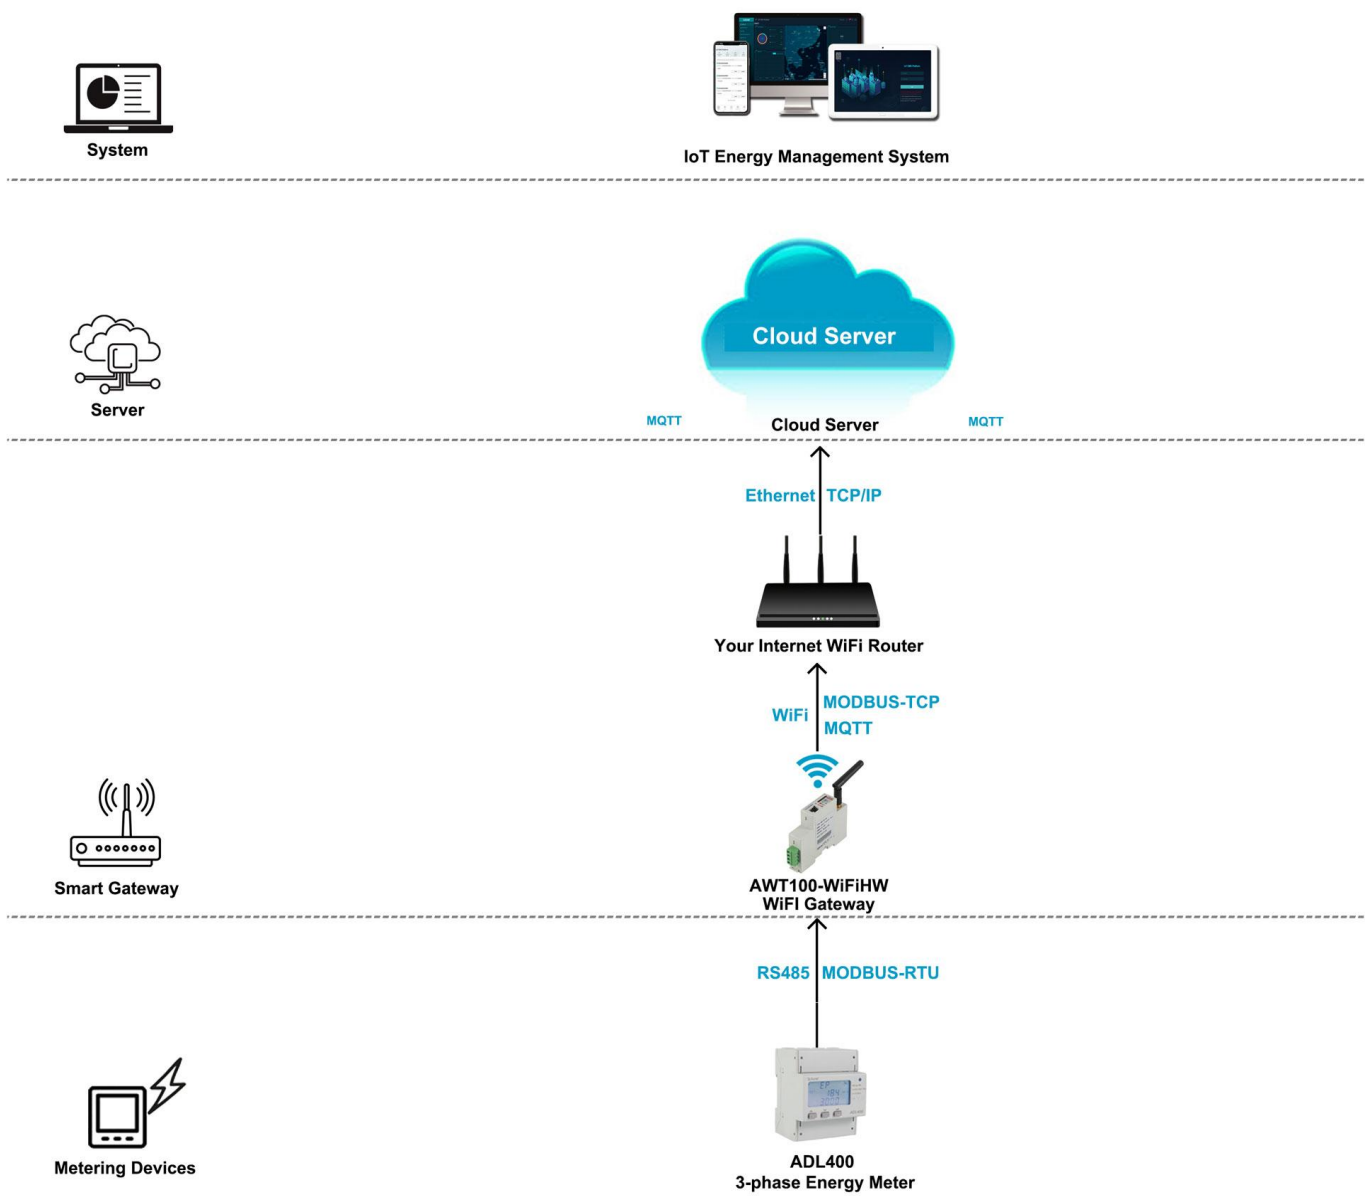 System
IoT Energy Management System
Cloud Server
Server
MQTT
Cloud Server
MQTT
Ethernet TCP/IP
Your Internet WiFi Router
WiFi
MODBUS-TCP
MQTT
Smart Gateway
AWT100-WiFiHW
WiFI Gateway
RS485 MODBUS-RTU
Metering Devices
ADL400
3-phase Energy Meter